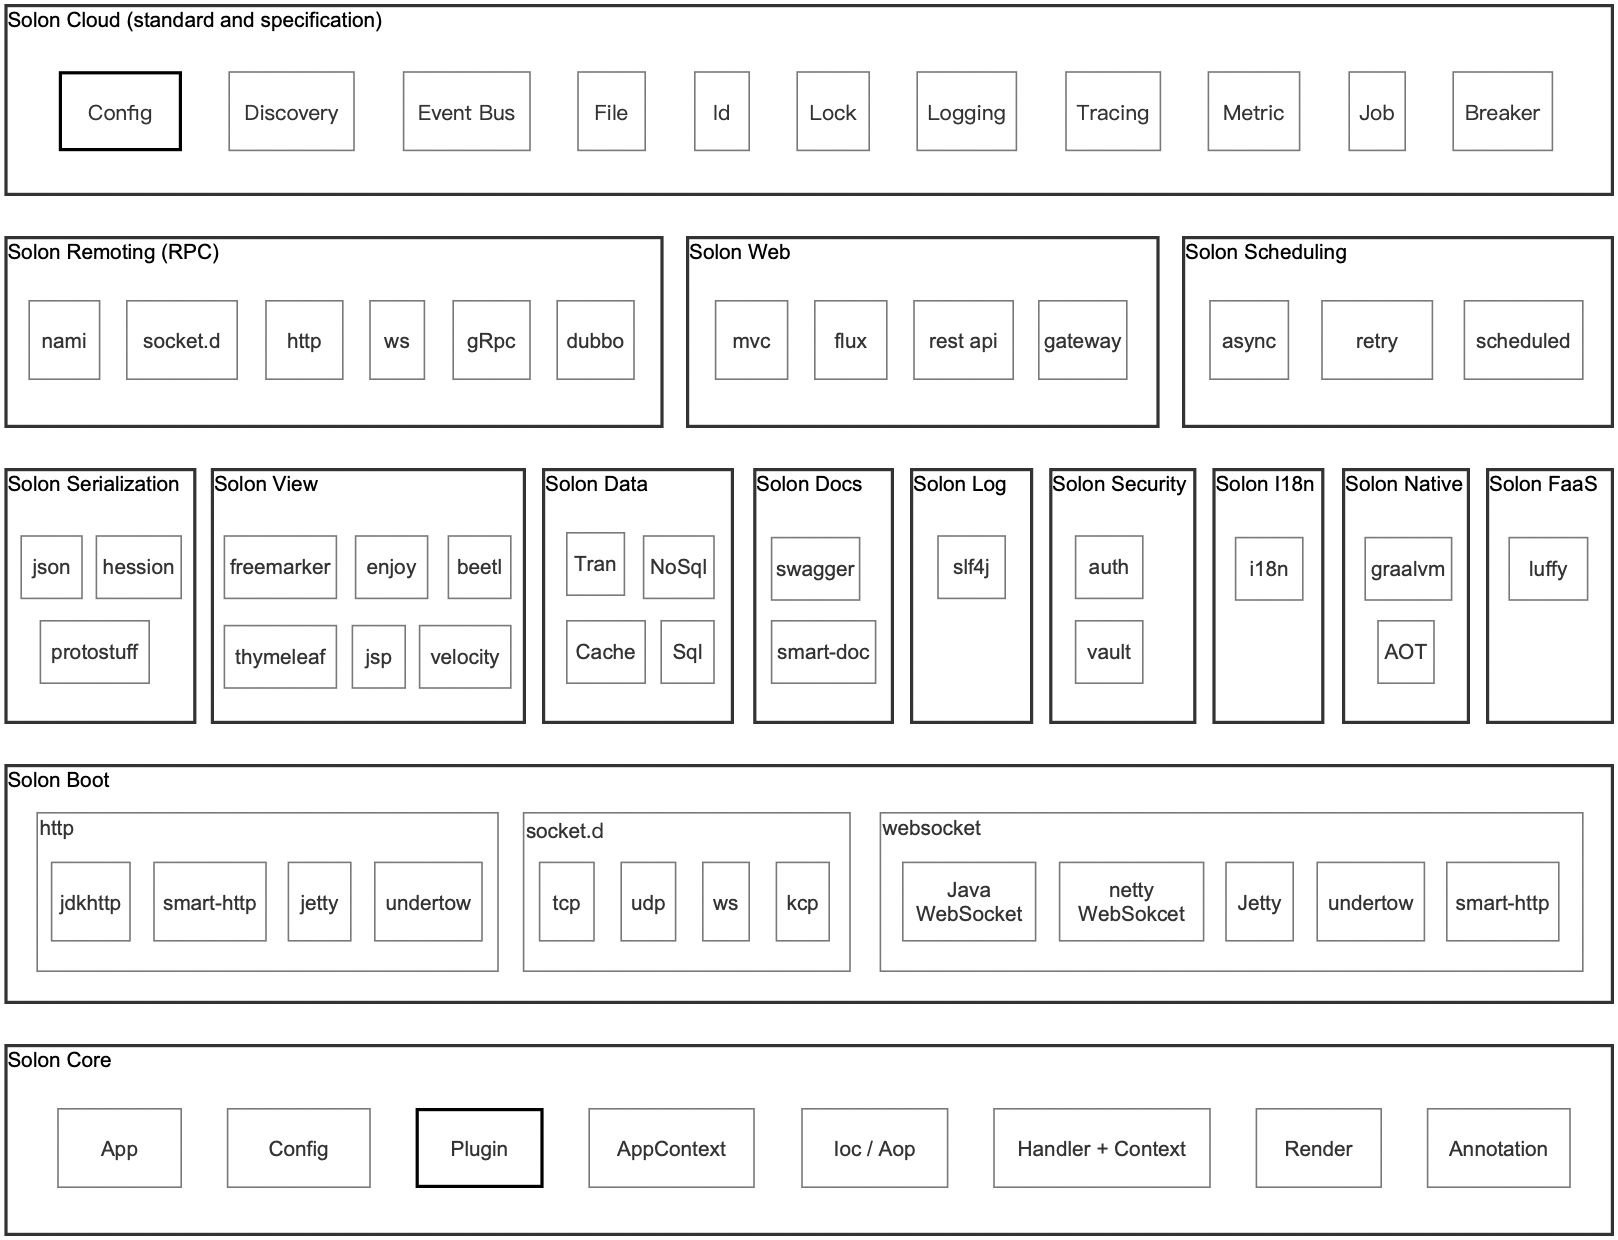 Solon Cloud (standard and specification)
Config
Discovery
Event Bus
File
Id
Lock
Logging
Tracing
Metric
Job
Breaker
Solon Remoting (RPC)
nami
socket.d
http
ws
gRpc
dubbo
Solon Web
mvc
flux
rest api
gateway
Solon Scheduling
async
retry
scheduled
Solon Serialization
json
hession
protostuff
Solon View
freemarker
enjoy
beetl
thymeleaf
jsp
velocity
Solon Data
Tran
NoSql
Cache
Sql
Solon Docs
swagger
smart-doc
Solon Log
slf4j
Solon Security
auth
vault
Solon I18n
i18n
Solon Native
graalvm
AOT
Solon FaaS
luffy
Solon Boot
http
jdkhttp
smart-http
jetty
undertow
socket.d
tcp
udp
ws
kcp
websocket
Java
WebSocket
netty
WebSokcet
Jetty
undertow
smart-http
Solon Core
App
Config
Plugin
AppContext
Ioc / Aop
Handler + Context
Render
Annotation